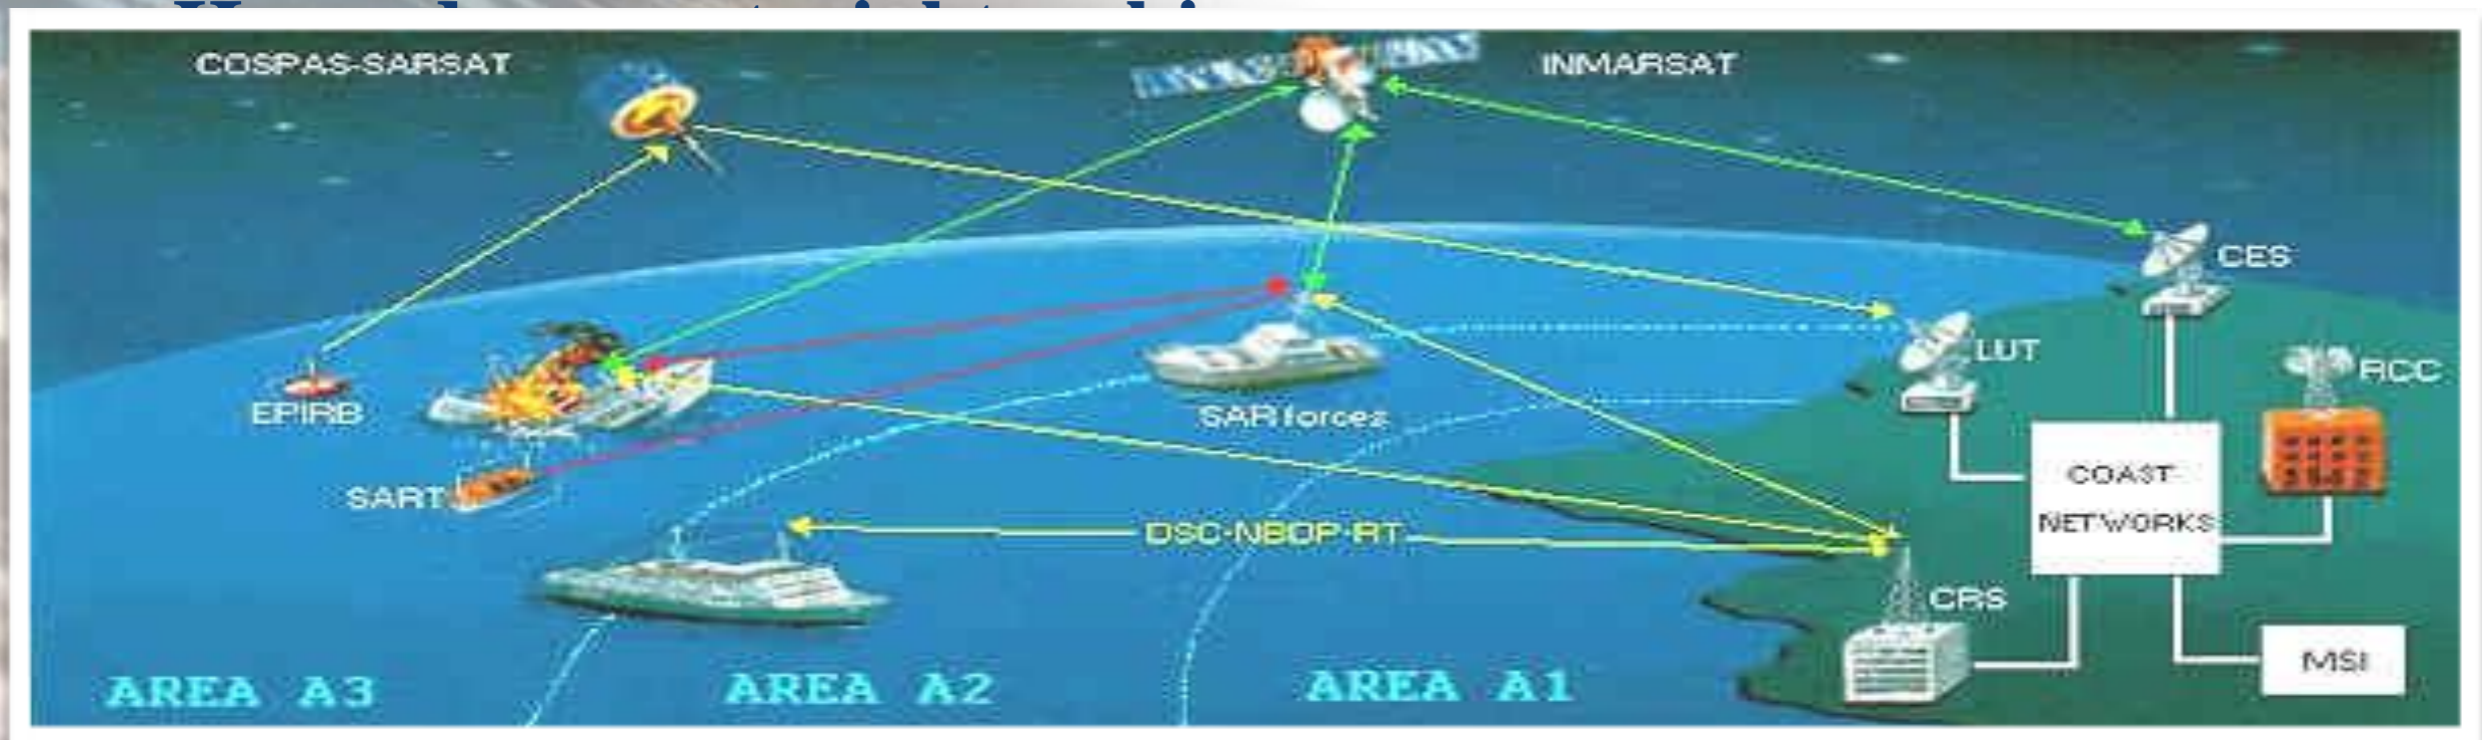 COSPAS-SARSAT
INMARSAT
CES
LUT
RCC
EPIRB
SAR forces
SART
COAST
NETWORKS
DSC-NBDP-RT
CRS
MSI
AREA A3
AREA A2
AREA A1